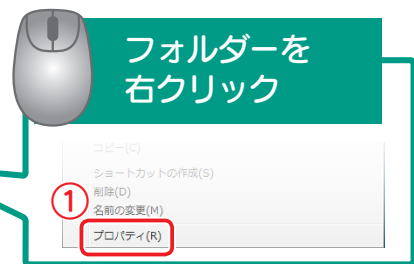 フォルダーを
右クリック
コピー(C)
ショートカットの作成(S)
削除(D)
①
名前の変更(M)
プロパティ(R)